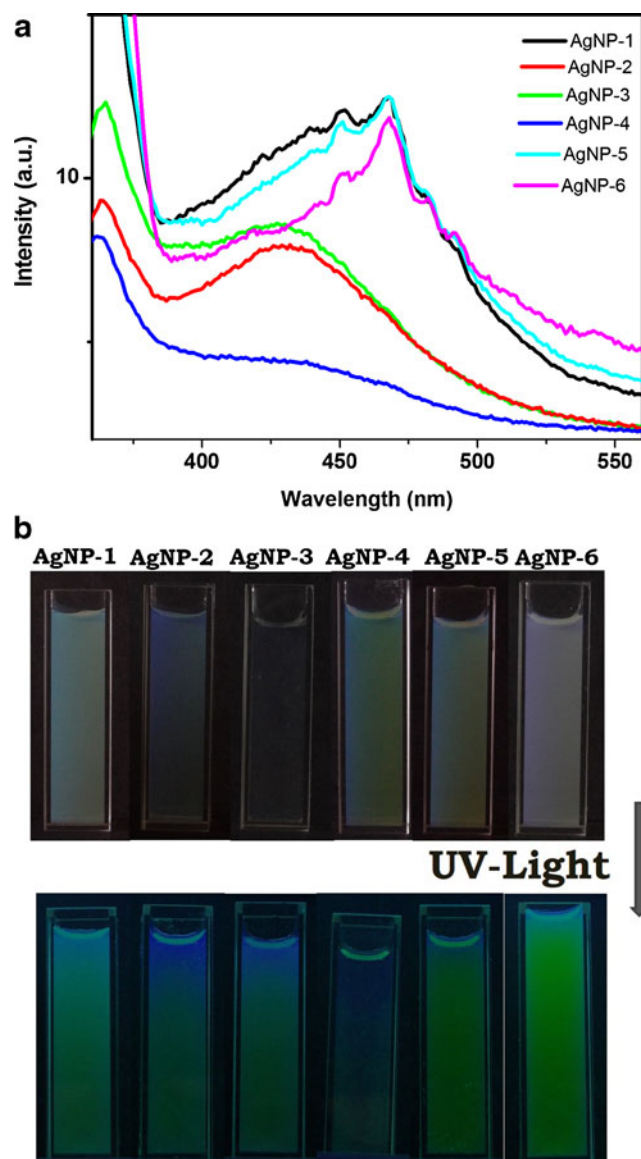 a
AgNP-1
AgNP-2
AgNP-3
AgNP-4
AgNP-5
AgNP-6
10
Intensity (a.u.)
400 450 500 550
Wavelength (nm)
b
AgNP-1 AgNP-2 AgNP-3 AgNP-4 AgNP-5 AgNP-6
UV-Light